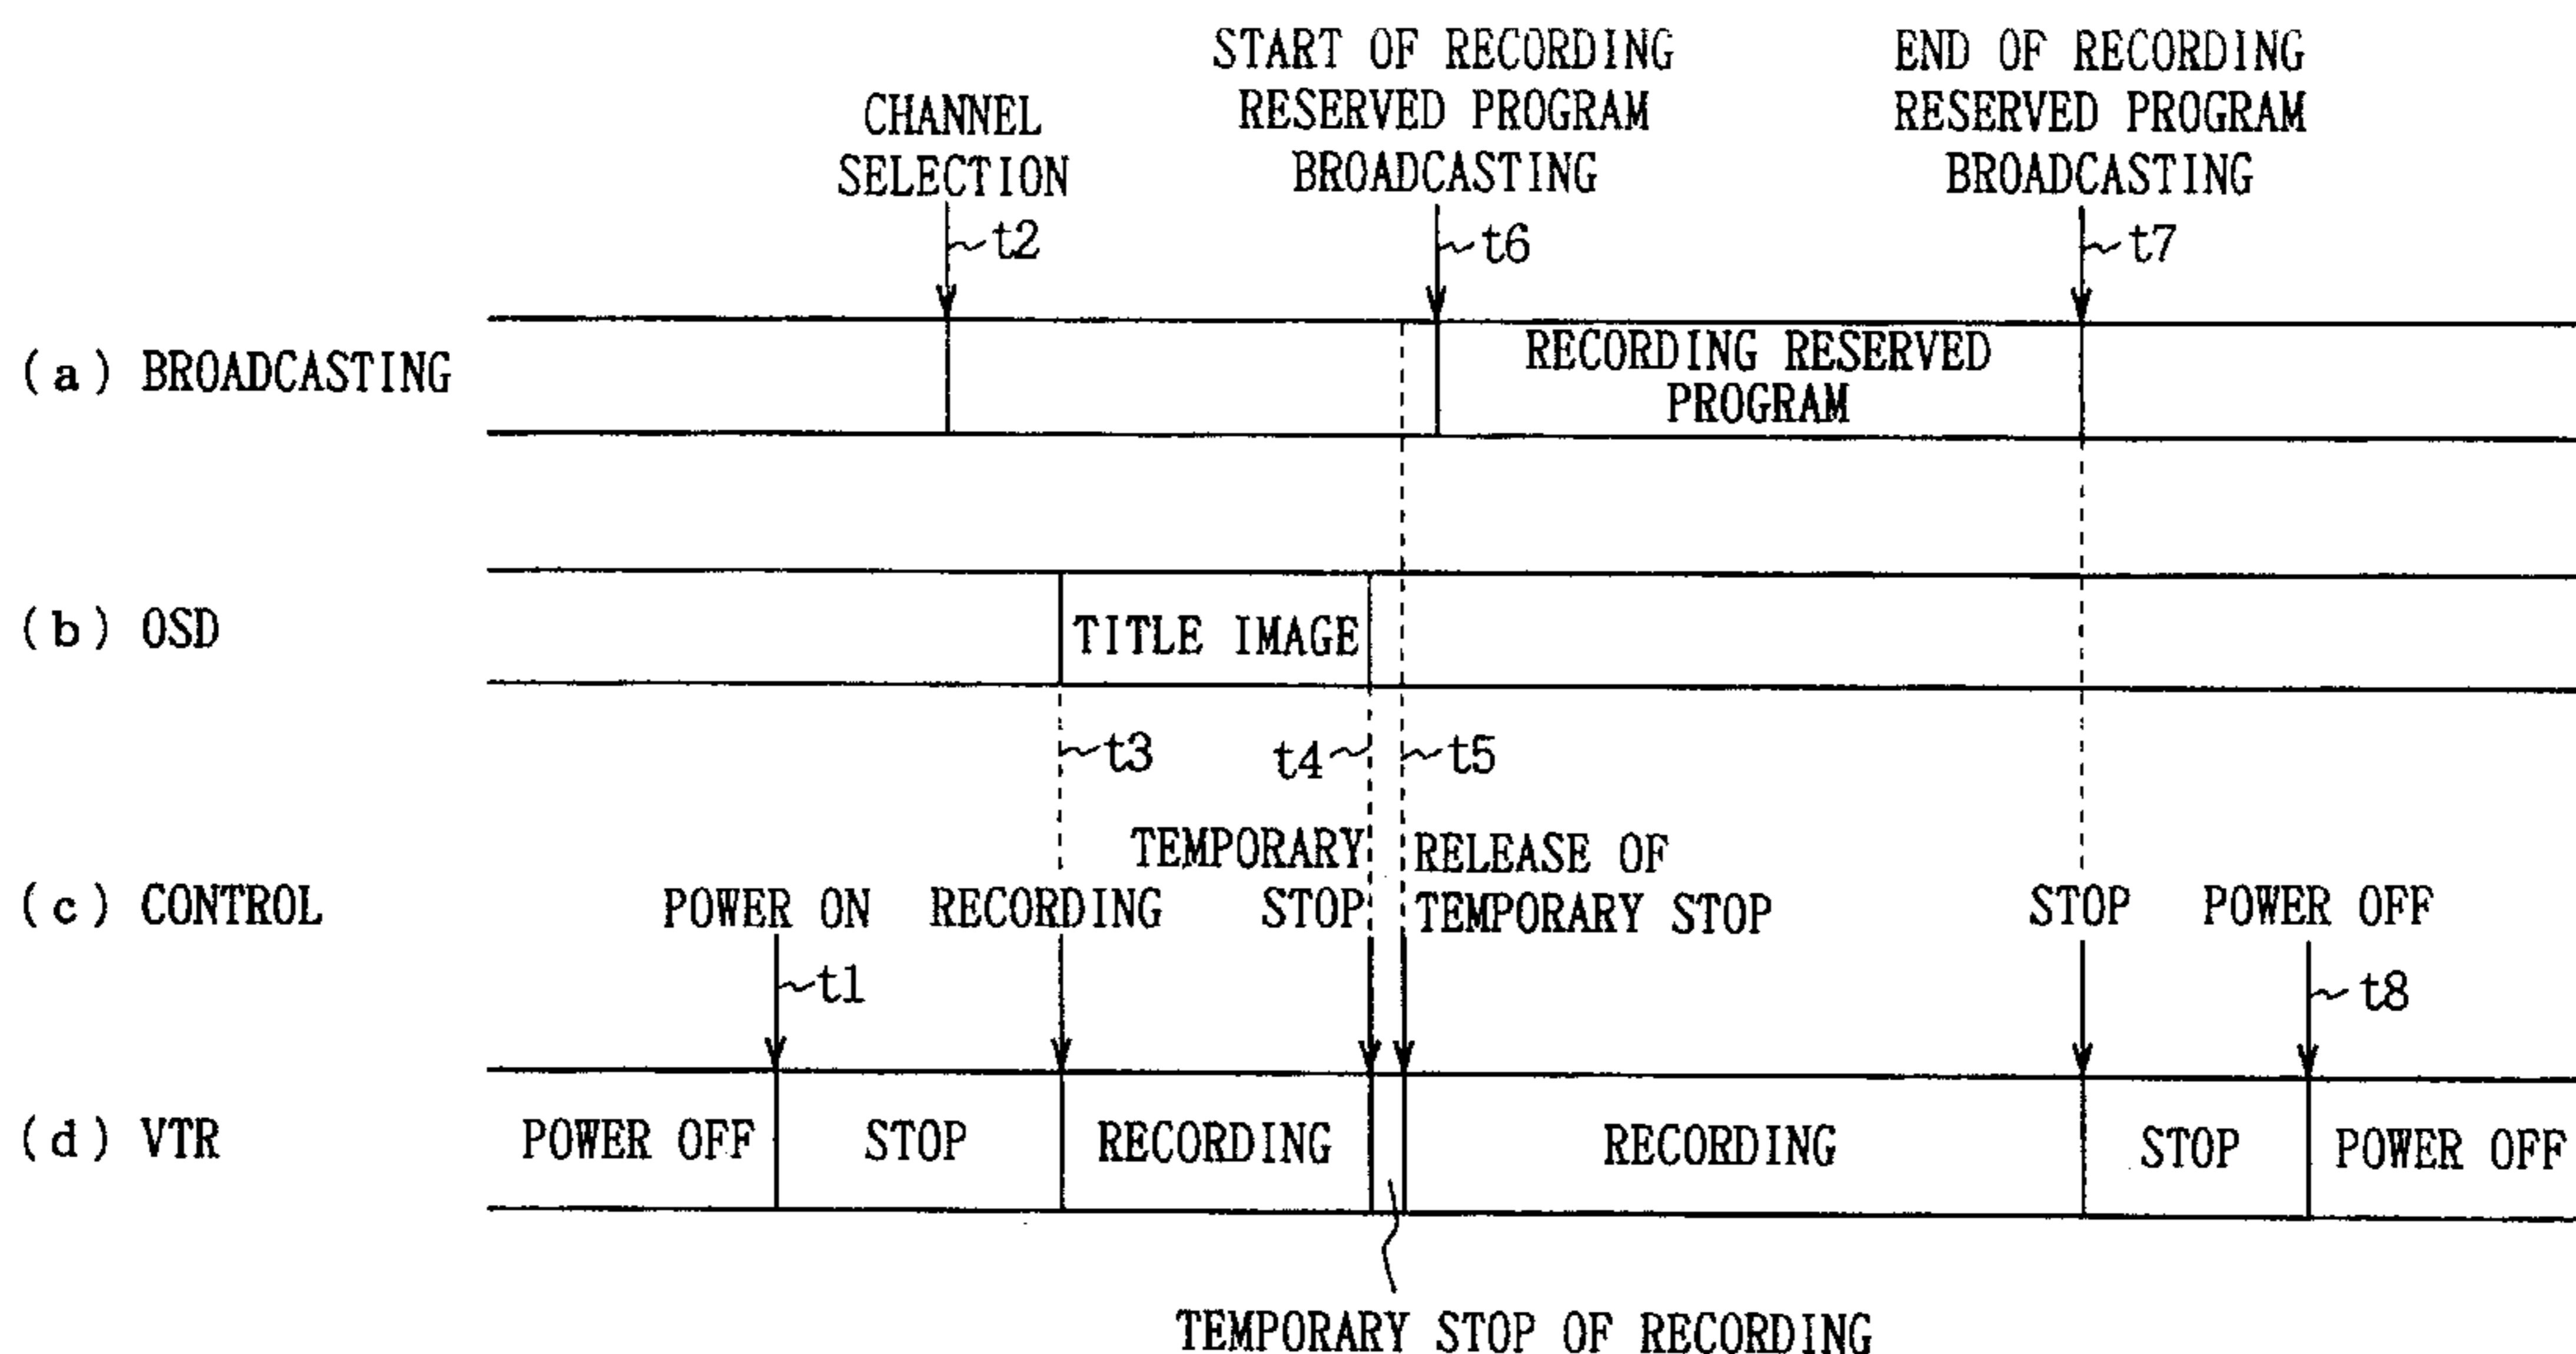 START OF RECORDING
RESERVED PROGRAM
BROADCASTING
END OF RECORDING
RESERVED PROGRAM
BROADCASTING
CHANNEL
SELECTION
t2
t6
t7
(a) BROADCASTING
RECORDING RESERVED
PROGRAM
(b) OSD
TITLE IMAGE
t3
t4
t5
(c) CONTROL
POWER ON
RECORDING
TEMPORARY
STOP
RELEASE OF
TEMPORARY STOP
STOP
POWER OFF
t1
t8
(d) VTR
POWER OFF
STOP
RECORDING
RECORDING
STOP
POWER OFF
TEMPORARY STOP OF RECORDING